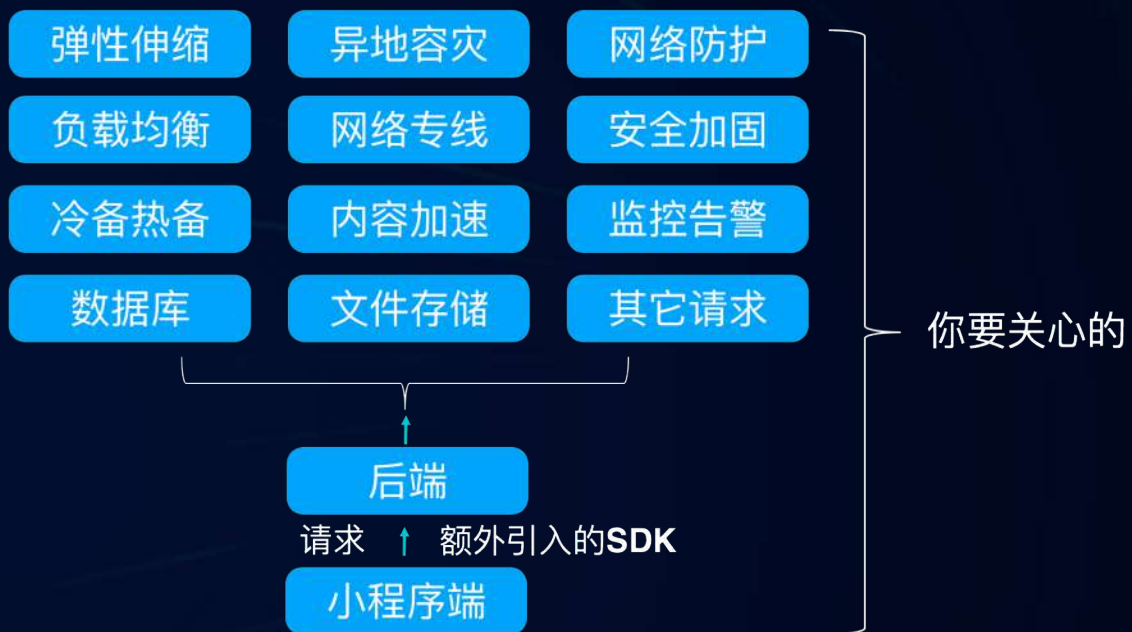 弹性伸缩 异地容灾 网络防护
负载均衡 网络专线 安全加固
冷备热备 内容加速 监控告警
数据库 文件存储 其它请求
你要关心的
后端
请求 额外引入的SDK
小程序端